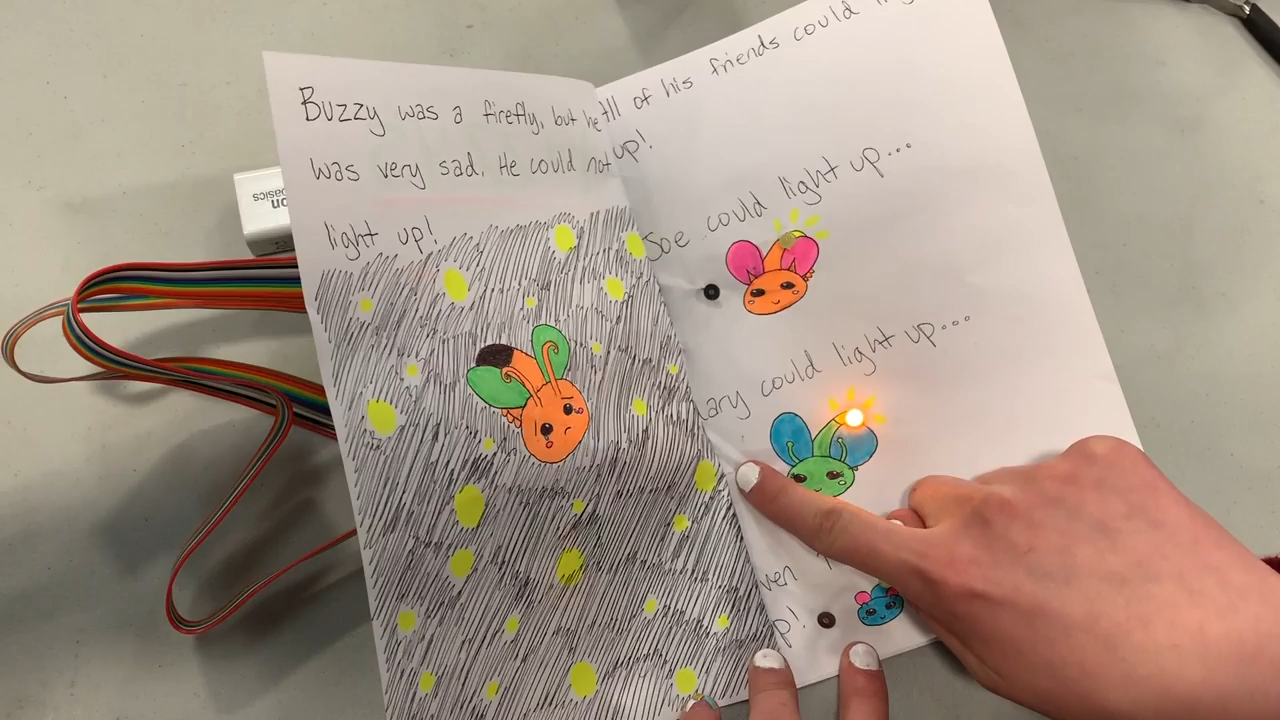 Buzzy was a firefly, but he
was very sad. He could not
light up!
All of his friends could
up!
Joe could light up...
could light up...
basics